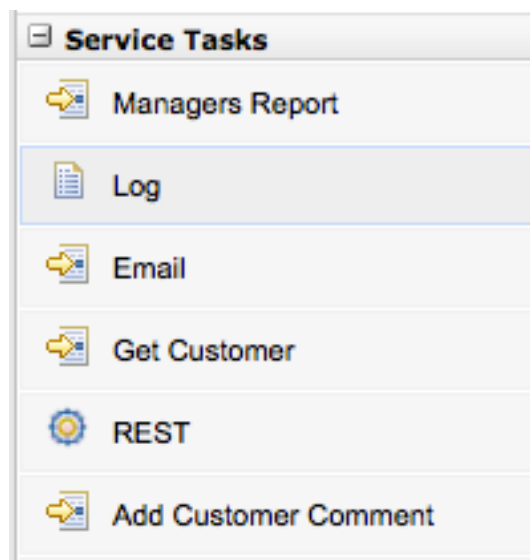 Service Tasks
Managers Report
Log
Email
Get Customer
REST
Add Customer Comment